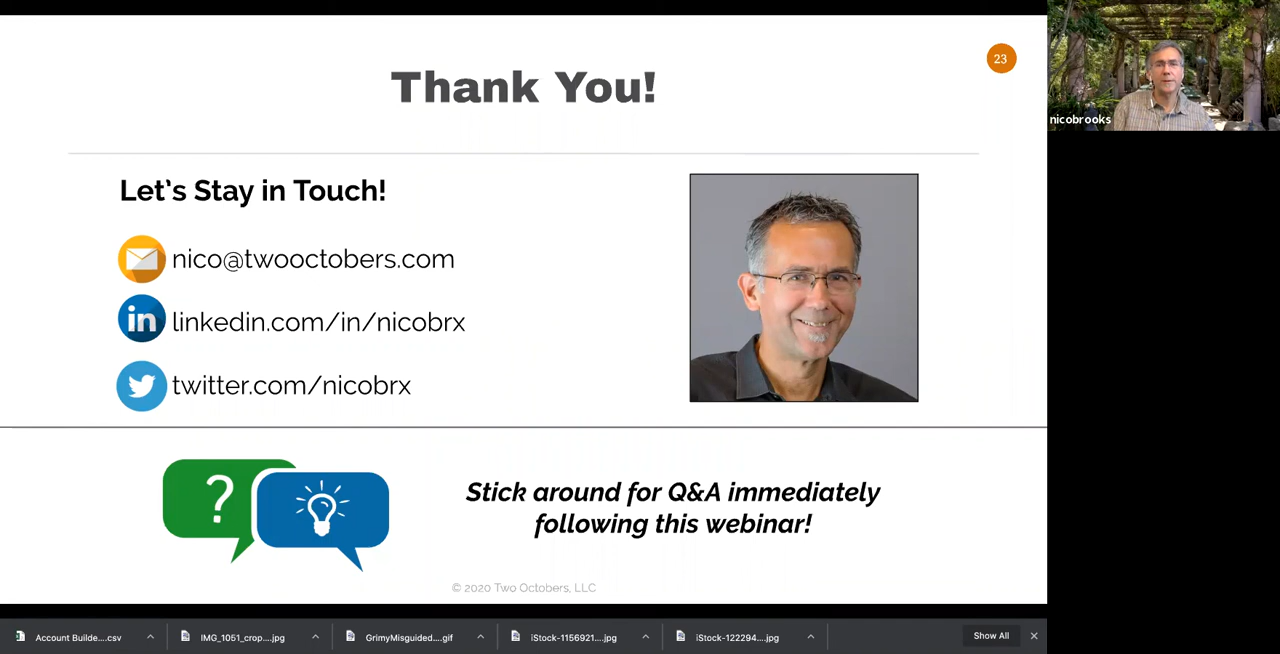 23
Thank You!
nicobrooks
Let's Stay in Touch!
nico@twooctobers.com
in
linkedin.com/in/nicobrx
twitter.com/nicobrx
?
Stick around for Q&A immediately
following this webinar!
© 2020 Two Octobers, LLC
Account Builde....csv
IMG_1051_crop....jpg
GrimyMisguided....gif
iStock-1156921....jpg
iStock-122294....jpg
Show All